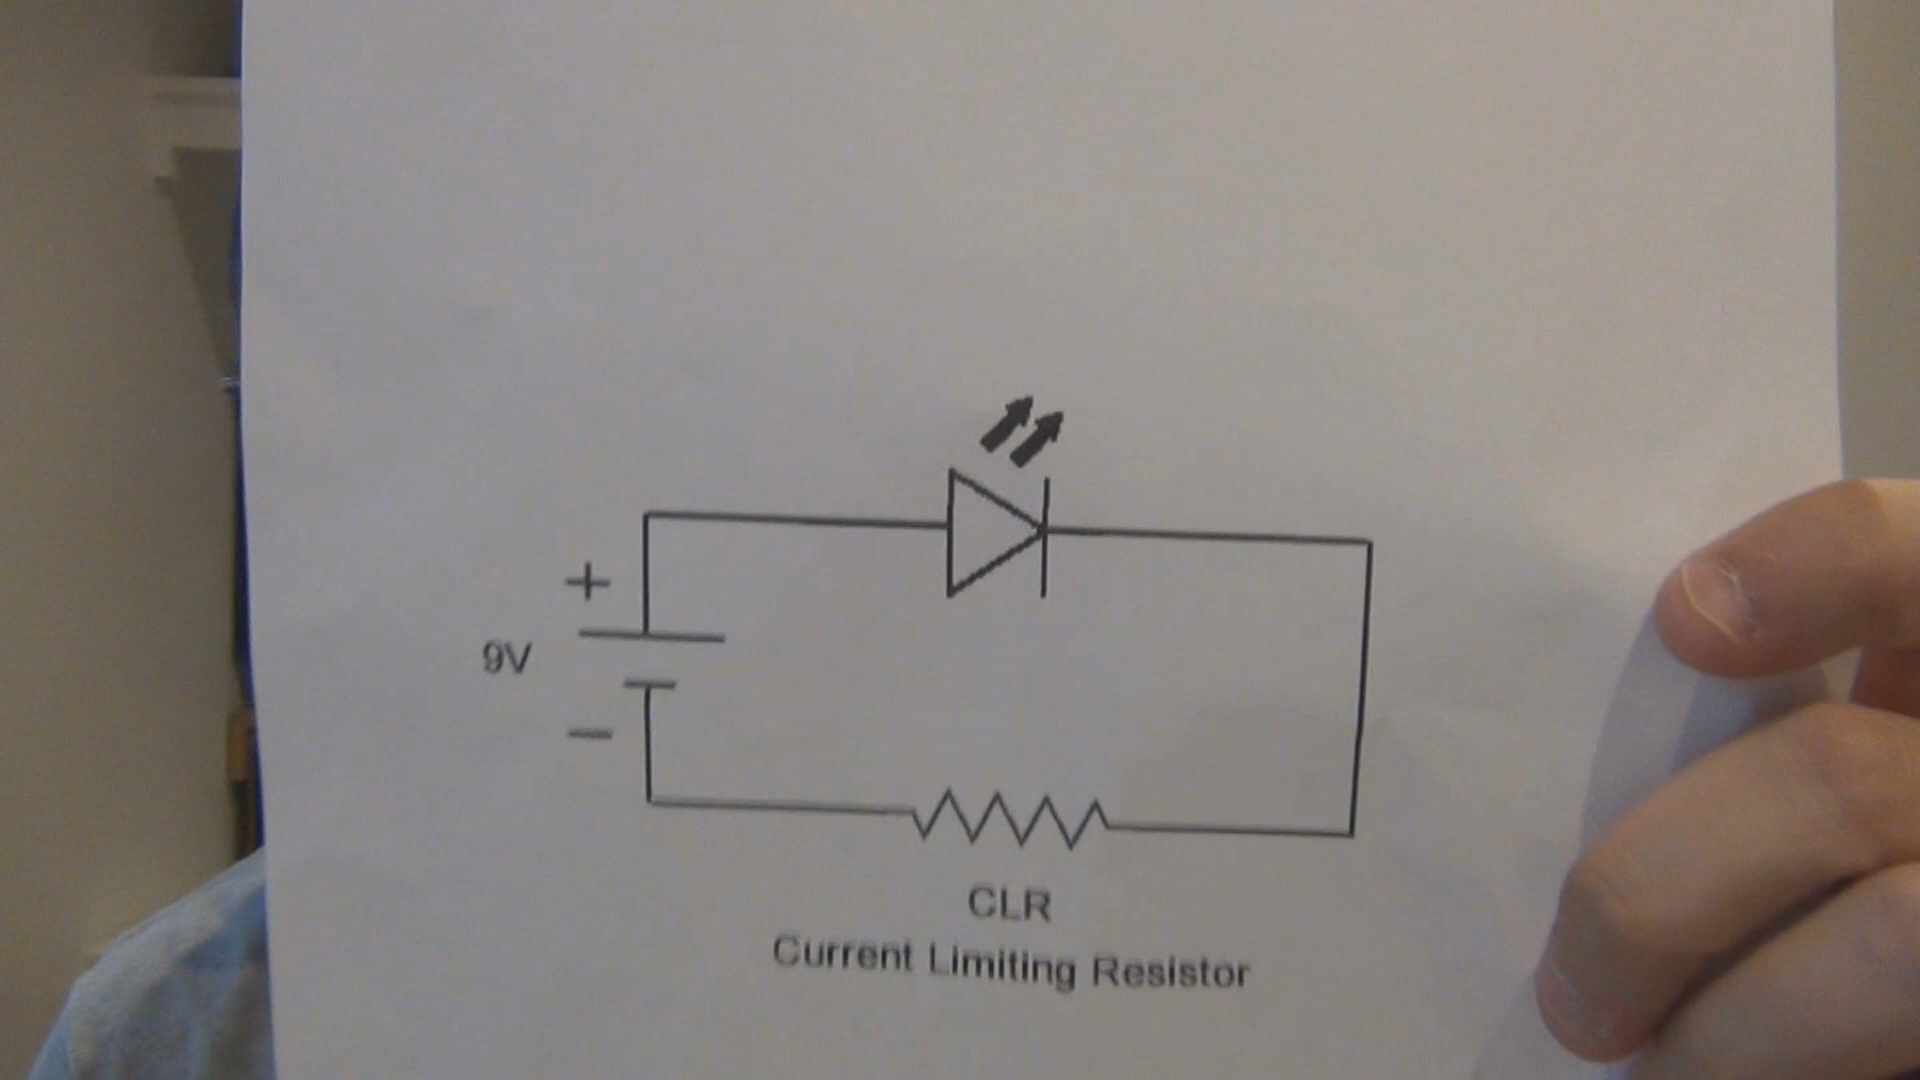 +
9V
−
CLR
Current Limiting Resistor